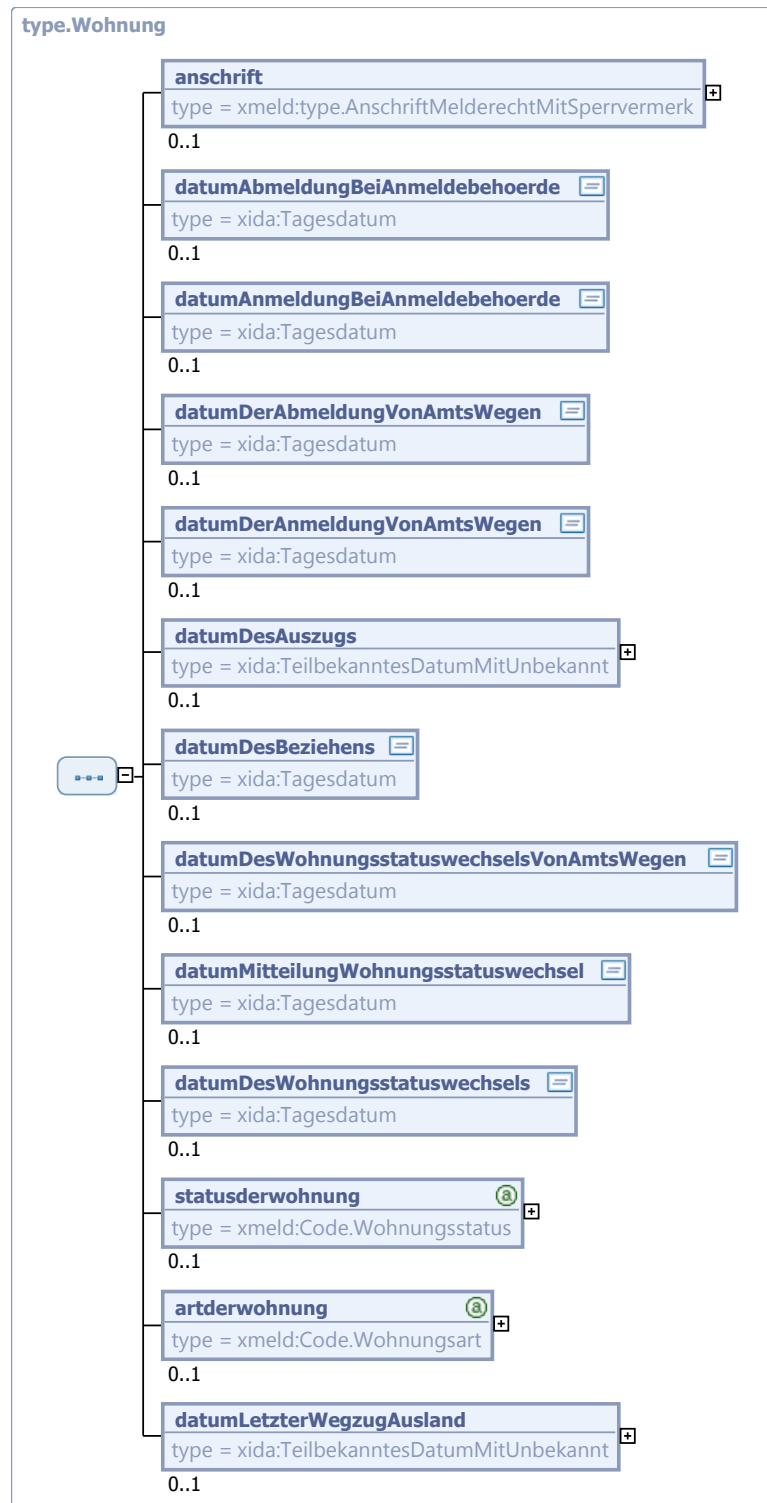 type.Wohnung
anschrift
type = xmeld:type.AnschriftMelderechtMitSperrvermerk
0..1
datumAbmeldungBeiAnmeldebehoerde
type = xida:Tagesdatum
0..1
datumAnmeldungBeiAnmeldebehoerde
type = xida:Tagesdatum
0..1
datumDerAbmeldungVonAmtsWegen
type = xida:Tagesdatum
0..1
datumDerAnmeldungVonAmtsWegen
type = xida:Tagesdatum
0..1
datumDesAuszugs
type = xida:TeilbekanntesDatumMitUnbekannt
0..1
datumDesBeziehens
type = xida:Tagesdatum
0..1
datumDesWohnungsstatuswechselsVonAmtsWegen
type = xida:Tagesdatum
0..1
datumMitteilungWohnungsstatuswechsel
type = xida:Tagesdatum
0..1
datumDesWohnungsstatuswechsels
type = xida:Tagesdatum
0..1
statusderwohnung a
type = xmeld:Code.Wohnungsstatus
0..1
artderwohnung a
type = xmeld:Code.Wohnungsart
0..1
datumLetzterWegzugAusland
type = xida:TeilbekanntesDatumMitUnbekannt
0..1